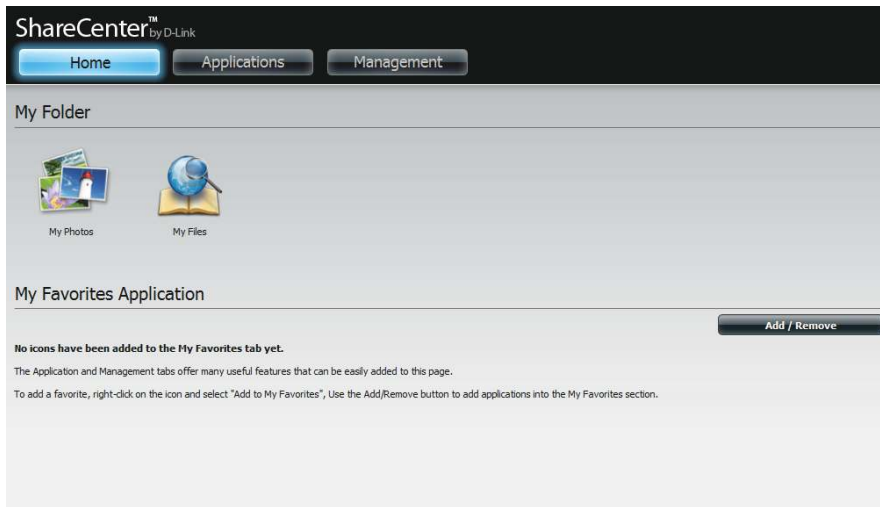 ShareCenter™ by D-Link
Home Applications Management
My Folder
My Photos My Files
My Favorites Application
Add / Remove
No icons have been added to the My Favorites tab yet.
The Application and Management tabs offer many useful features that can be easily added to this page.
To add a favorite, right-click on the icon and select "Add to My Favorites", Use the Add/Remove button to add applications into the My Favorites section.